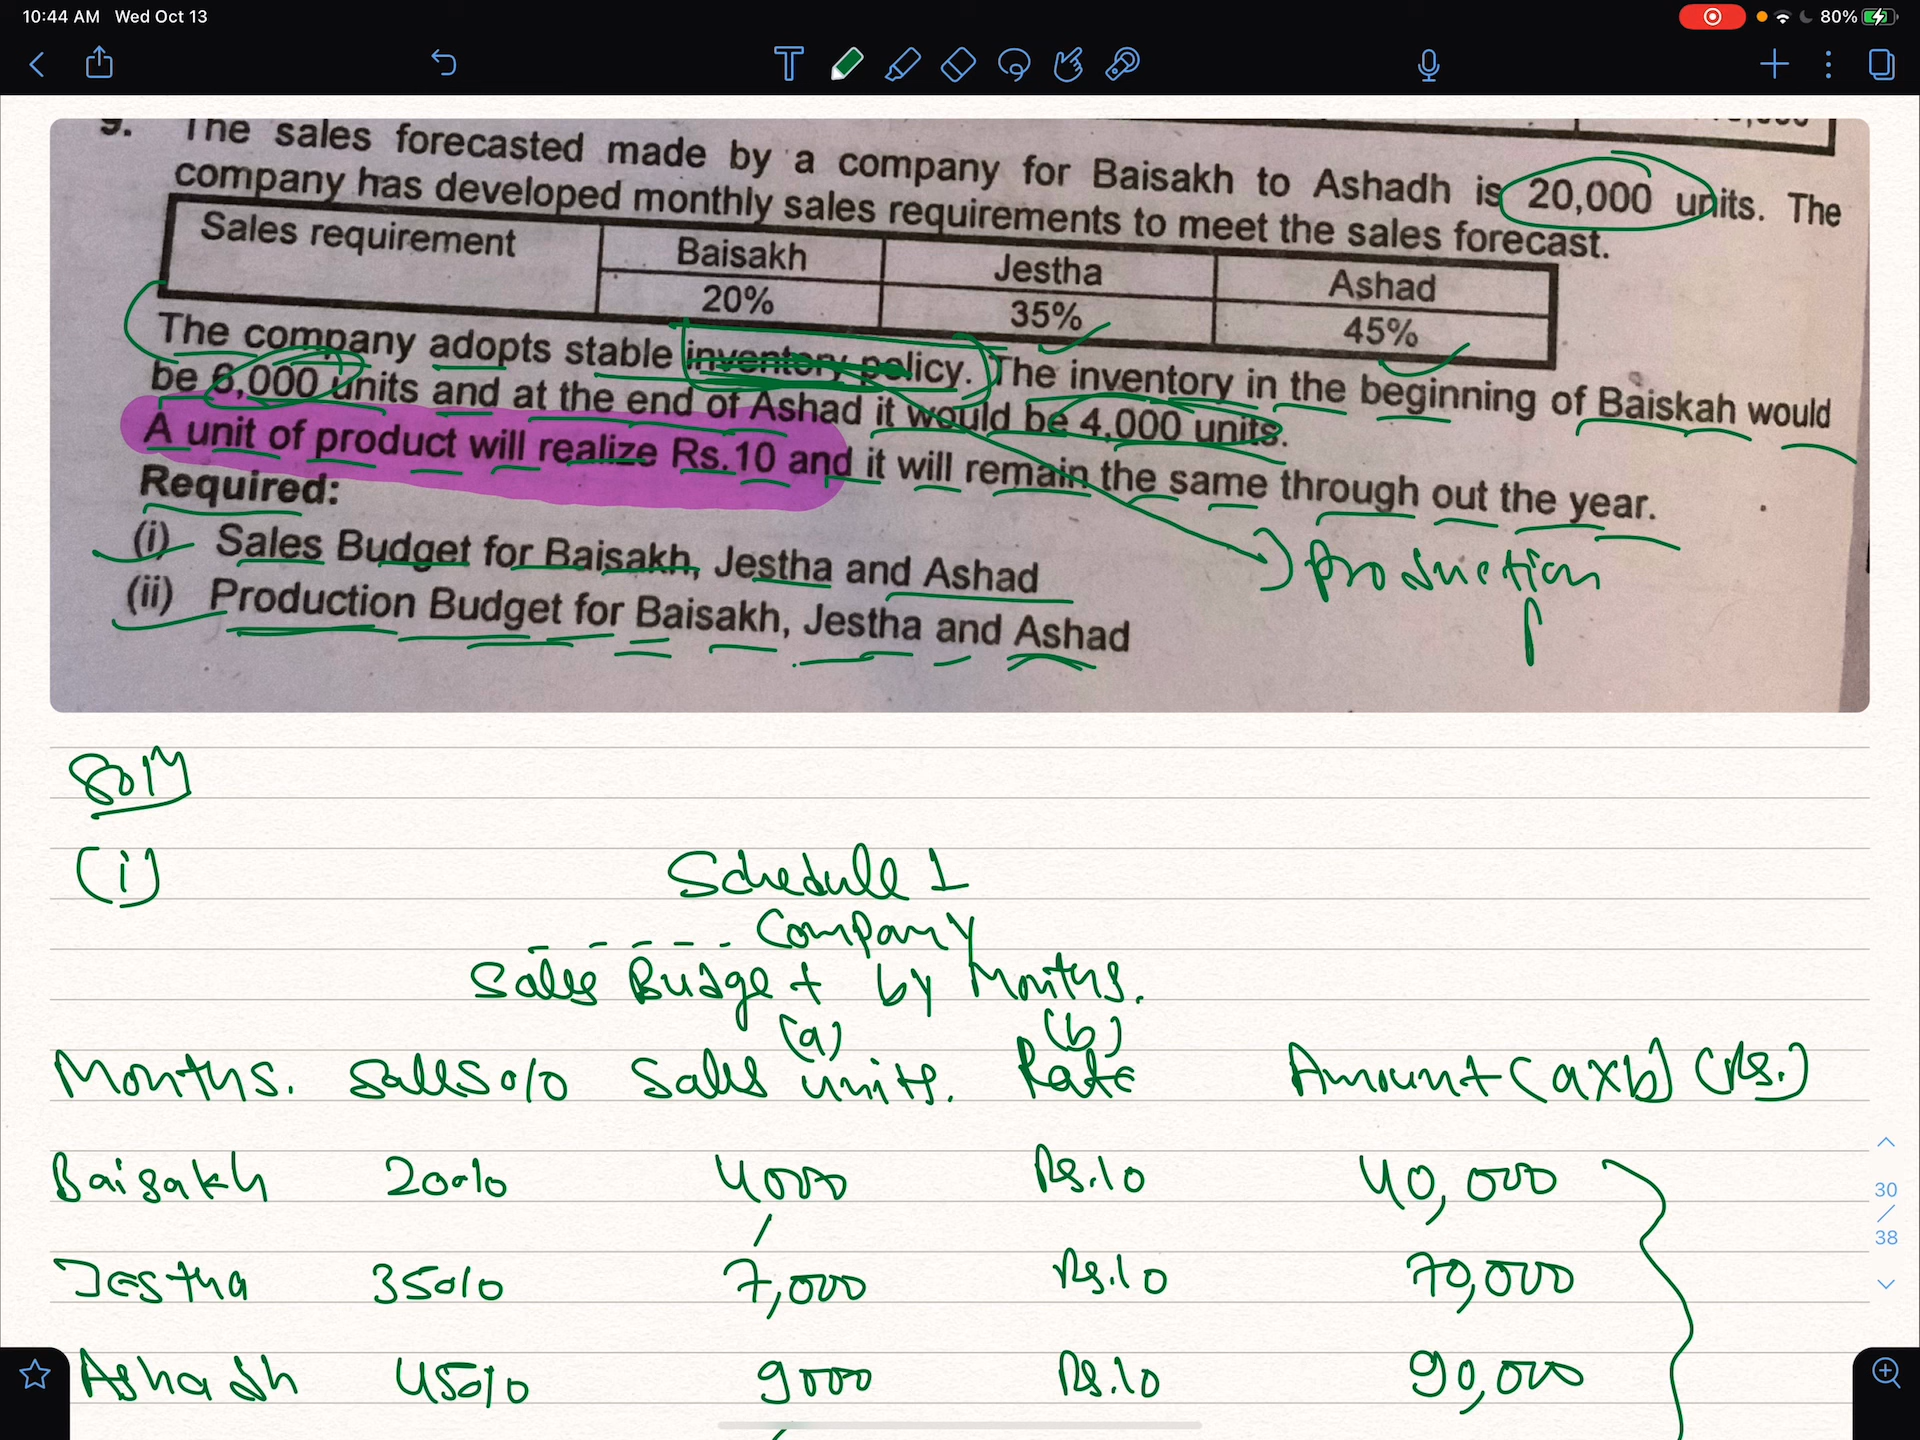 10:44 AM Wed Oct 13
80%
9. The sales forecasted made by a company for Baisakh to Ashadh is 20,000 units. The
company has developed monthly sales requirements to meet the sales forecast.
Sales requirement Baisakh Jestha Ashad
20% 35% 45%
The company adopts stable inventory policy. The inventory in the beginning of Baiskah would
be 6,000 units and at the end of Ashad it would be 4,000 units.
A unit of product will realize Rs.10 and it will remain the same through out the year.
Required:
(i) Sales Budget for Baisakh, Jestha and Ashad
(ii) Production Budget for Baisakh, Jestha and Ashad
Production
Soln
(i)
Schedule 1
----- Company
Sales Budget by Months.
(a) (b)
Months. Sales% Sales units. Rate Amount (axb) (Rs.)
Baisakh 20% 4000 Rs.10 40,000
Jestha 35% 7,000 Rs.10 70,000
Ashadh 45% 9000 Rs.10 90,000
30
/
38